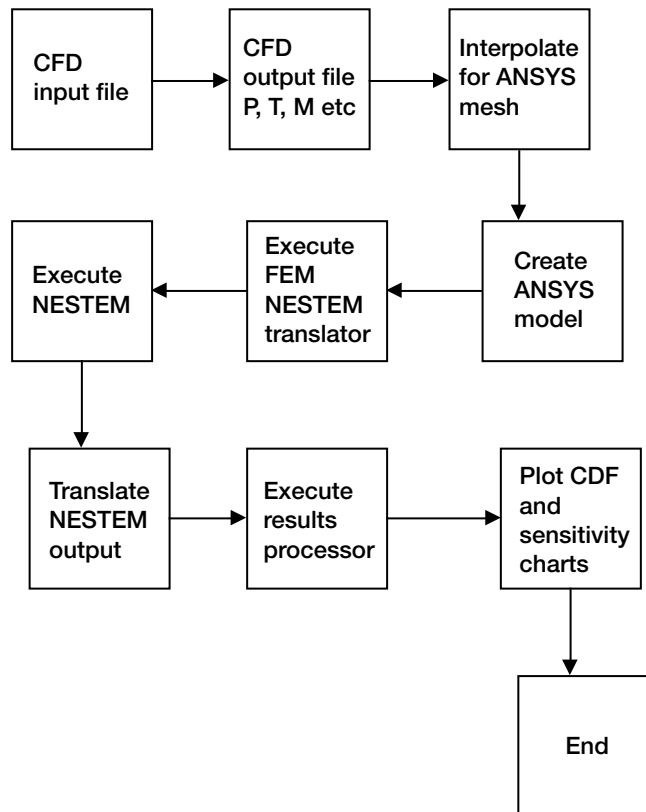 CFD
input file
CFD
output file
P, T, M etc
Interpolate
for ANSYS
mesh
Create
ANSYS
model
Execute
FEM
NESTEM
translator
Execute
NESTEM
Translate
NESTEM
output
Execute
results
processor
Plot CDF
and
sensitivity
charts
End